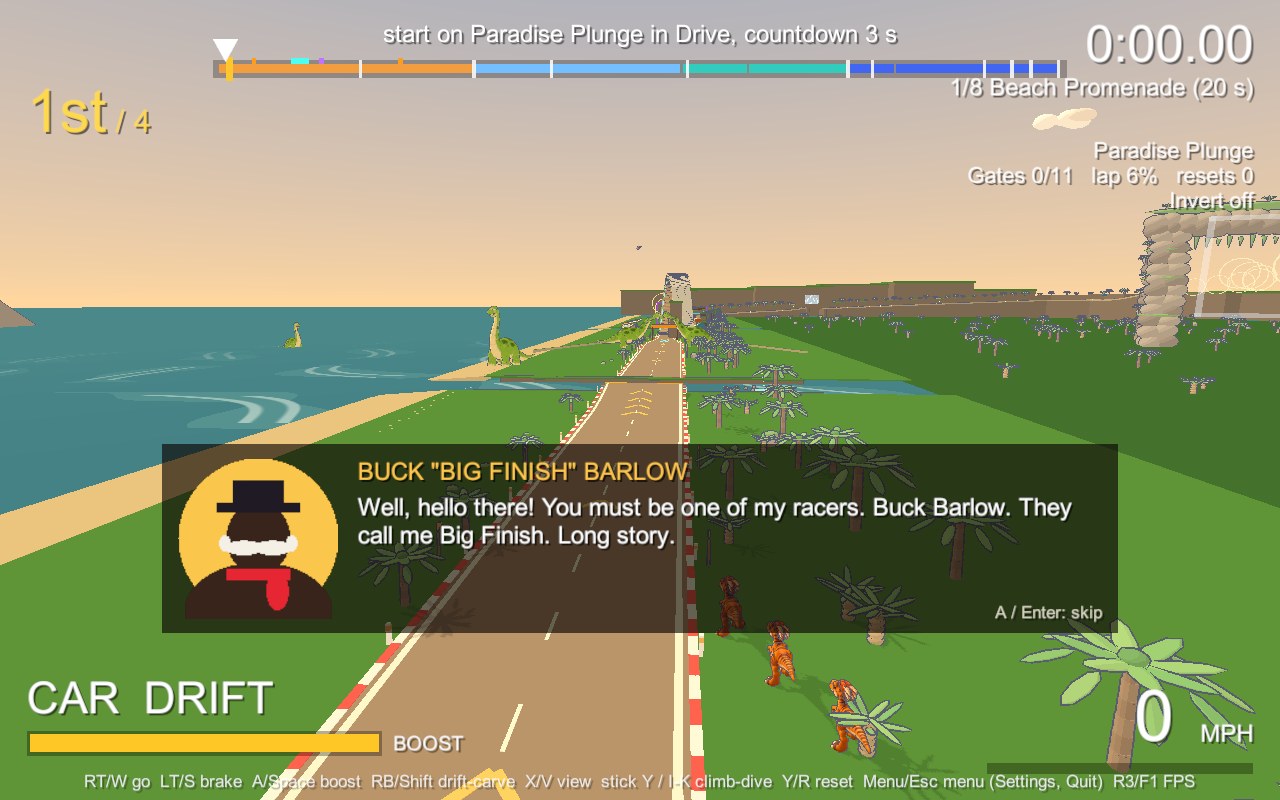 start on Paradise Plunge in Drive, countdown 3 s
0:00.00
1/8 Beach Promenade (20 s)
1st / 4
Paradise Plunge
Gates 0/11 lap 6% resets 0
Invert off
BUCK "BIG FINISH" BARLOW
Well, hello there! You must be one of my racers. Buck Barlow. They
call me Big Finish. Long story.
A / Enter: skip
CAR DRIFT
BOOST
0 MPH
RT/W go LT/S brake A/Space boost RB/Shift drift-carve X/V view stick Y / I-K climb-dive Y/R reset Menu/Esc menu (Settings, Quit) R3/F1 FPS